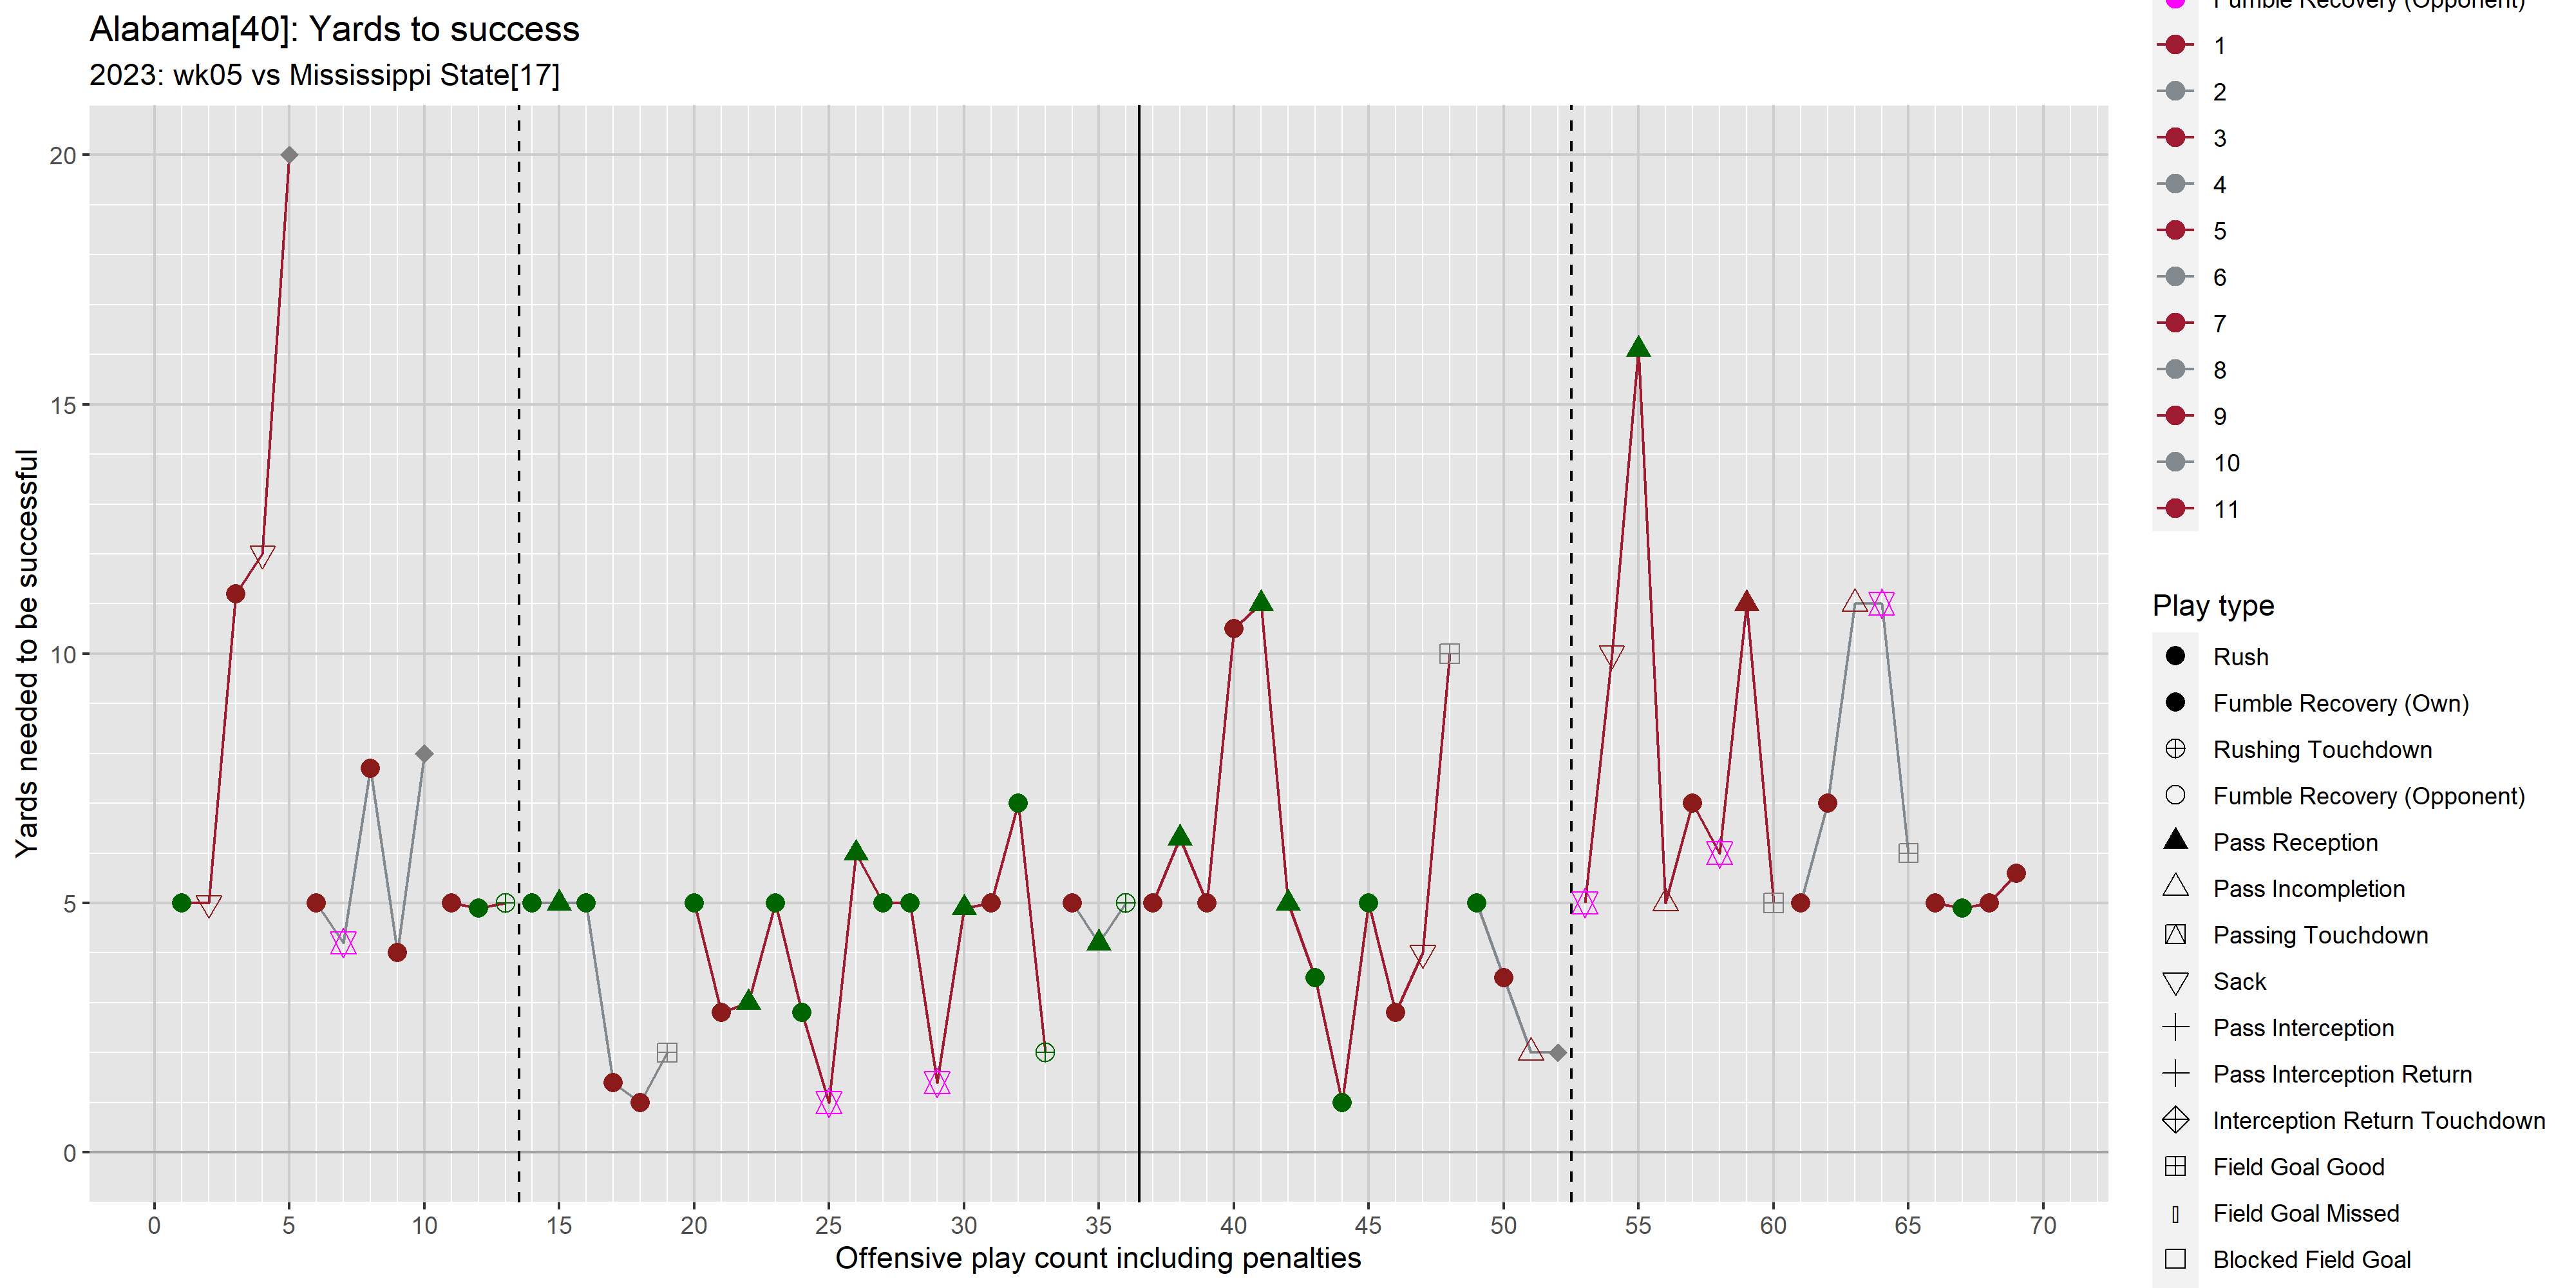 Alabama[40]: Yards to success
2023: wk05 vs Mississippi State[17]
Yards needed to be successful
20
15
10
5
0
0 5 10 15 20 25 30 35 40 45 50 55 60 65 70
Offensive play count including penalties
Fumble Recovery (Opponent)
1
2
3
4
5
6
7
8
9
10
11
Play type
Rush
Fumble Recovery (Own)
Rushing Touchdown
Fumble Recovery (Opponent)
Pass Reception
Pass Incompletion
Passing Touchdown
Sack
Pass Interception
Pass Interception Return
Interception Return Touchdown
Field Goal Good
Field Goal Missed
Blocked Field Goal